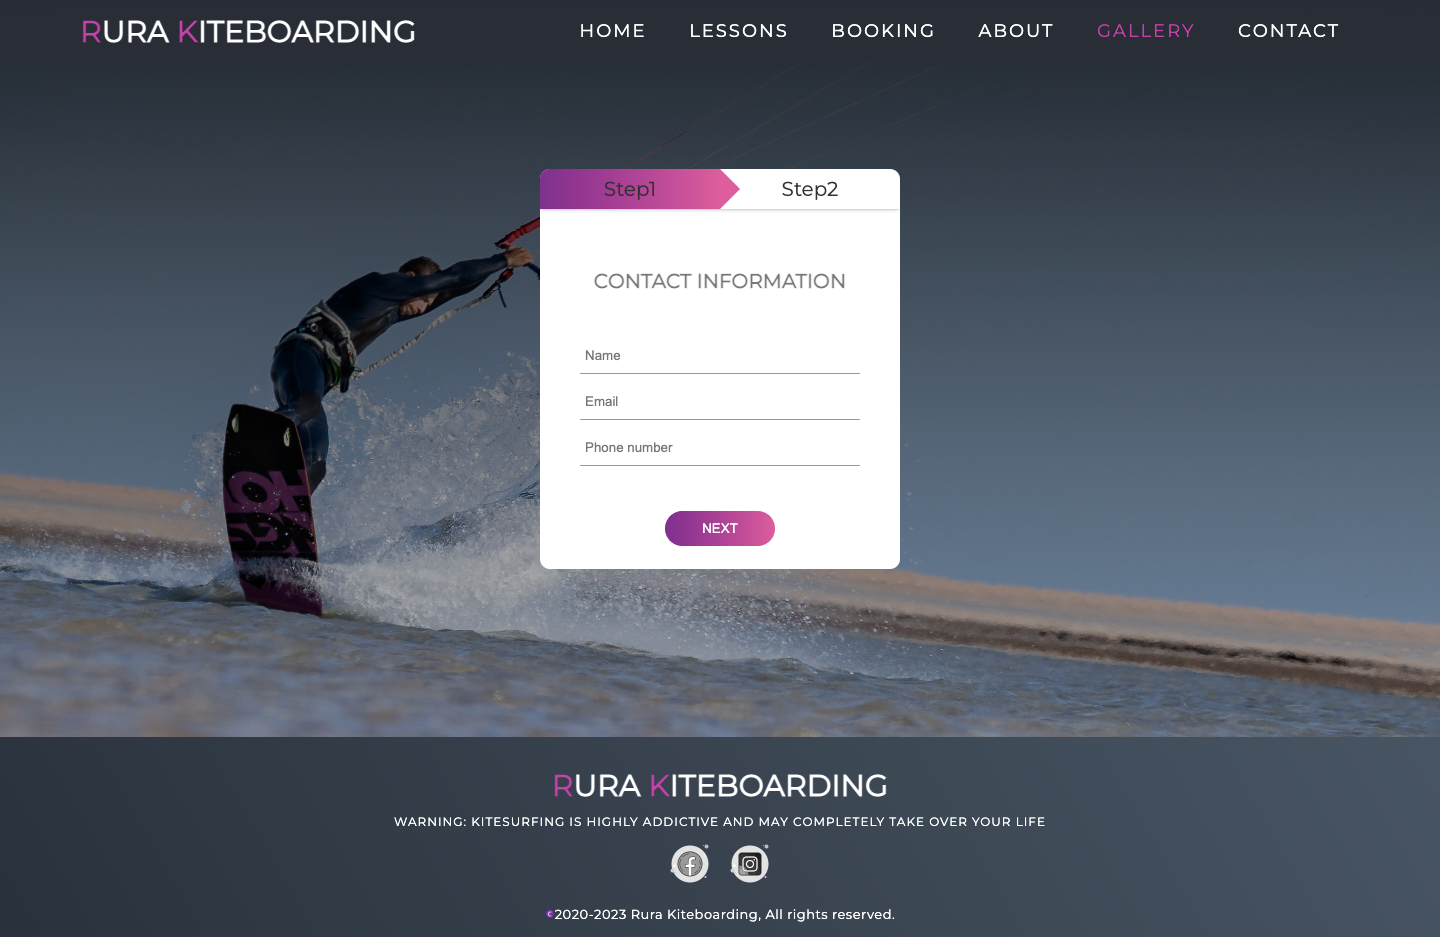 RURA KITEBOARDING
HOME LESSONS BOOKING ABOUT GALLERY CONTACT
Step1 Step2
CONTACT INFORMATION
Name
Email
Phone number
NEXT
RURA KITEBOARDING
WARNING: KITESURFING IS HIGHLY ADDICTIVE AND MAY COMPLETELY TAKE OVER YOUR LIFE
©2020-2023 Rura Kiteboarding, All rights reserved.